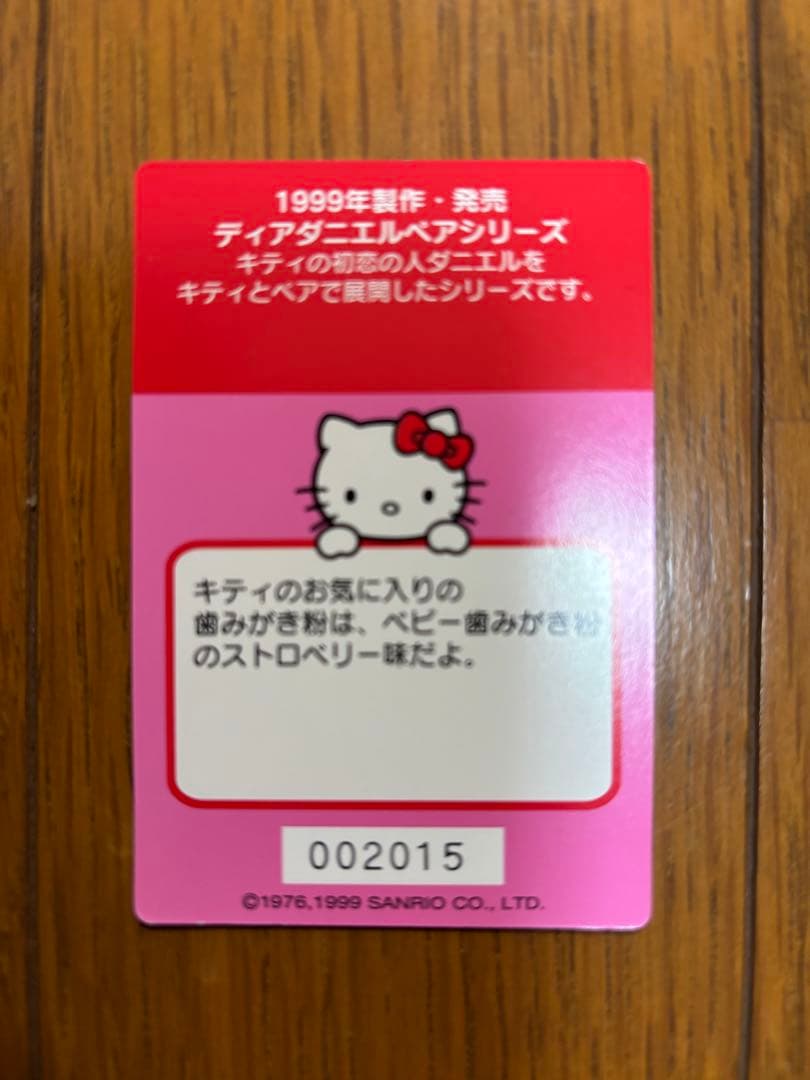 1999年製作・発売
ディアダニエルペアシリーズ
キティの初恋の人ダニエルを
キティとペアで展開したシリーズです。
キティのお気に入りの
歯みがき粉は、ベビー歯みがき粉
のストロベリー味だよ。
002015
©1976,1999 SANRIO CO., LTD.